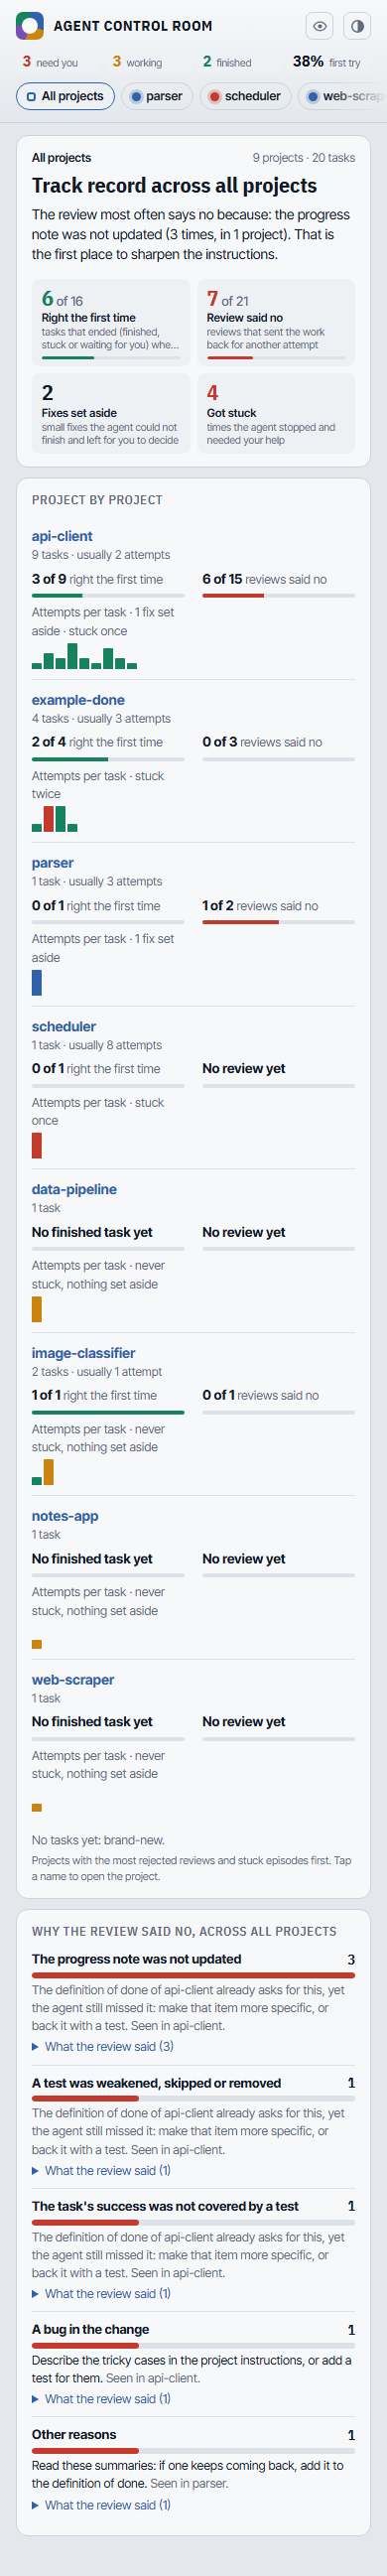 AGENT CONTROL ROOM
3 need you 3 working 2 finished 38% first try
All projects parser scheduler web-scrap
All projects 9 projects · 20 tasks
Track record across all projects
The review most often says no because: the progress
note was not updated (3 times, in 1 project). That is
the first place to sharpen the instructions.
6 of 16
Right the first time
tasks that ended (finished,
stuck or waiting for you) whe…
7 of 21
Review said no
reviews that sent the work
back for another attempt
2
Fixes set aside
small fixes the agent could not
finish and left for you to decide
4
Got stuck
times the agent stopped and
needed your help
PROJECT BY PROJECT
api-client
9 tasks · usually 2 attempts
3 of 9 right the first time 6 of 15 reviews said no
Attempts per task · 1 fix set
aside · stuck once
example-done
4 tasks · usually 3 attempts
2 of 4 right the first time 0 of 3 reviews said no
Attempts per task · stuck
twice
parser
1 task · usually 3 attempts
0 of 1 right the first time 1 of 2 reviews said no
Attempts per task · 1 fix set
aside
scheduler
1 task · usually 8 attempts
0 of 1 right the first time No review yet
Attempts per task · stuck
once
data-pipeline
1 task
No finished task yet No review yet
Attempts per task · never
stuck, nothing set aside
image-classifier
2 tasks · usually 1 attempt
1 of 1 right the first time 0 of 1 reviews said no
Attempts per task · never
stuck, nothing set aside
notes-app
1 task
No finished task yet No review yet
Attempts per task · never
stuck, nothing set aside
web-scraper
1 task
No finished task yet No review yet
Attempts per task · never
stuck, nothing set aside
No tasks yet: brand-new.
Projects with the most rejected reviews and stuck episodes first. Tap
a name to open the project.
WHY THE REVIEW SAID NO, ACROSS ALL PROJECTS
The progress note was not updated 3
The definition of done of api-client already asks for this, yet
the agent still missed it: make that item more specific, or
back it with a test. Seen in api-client.
What the review said (3)
A test was weakened, skipped or removed 1
The definition of done of api-client already asks for this, yet
the agent still missed it: make that item more specific, or
back it with a test. Seen in api-client.
What the review said (1)
The task's success was not covered by a test 1
The definition of done of api-client already asks for this, yet
the agent still missed it: make that item more specific, or
back it with a test. Seen in api-client.
What the review said (1)
A bug in the change 1
Describe the tricky cases in the project instructions, or add a
test for them. Seen in api-client.
What the review said (1)
Other reasons 1
Read these summaries: if one keeps coming back, add it to
the definition of done. Seen in parser.
What the review said (1)